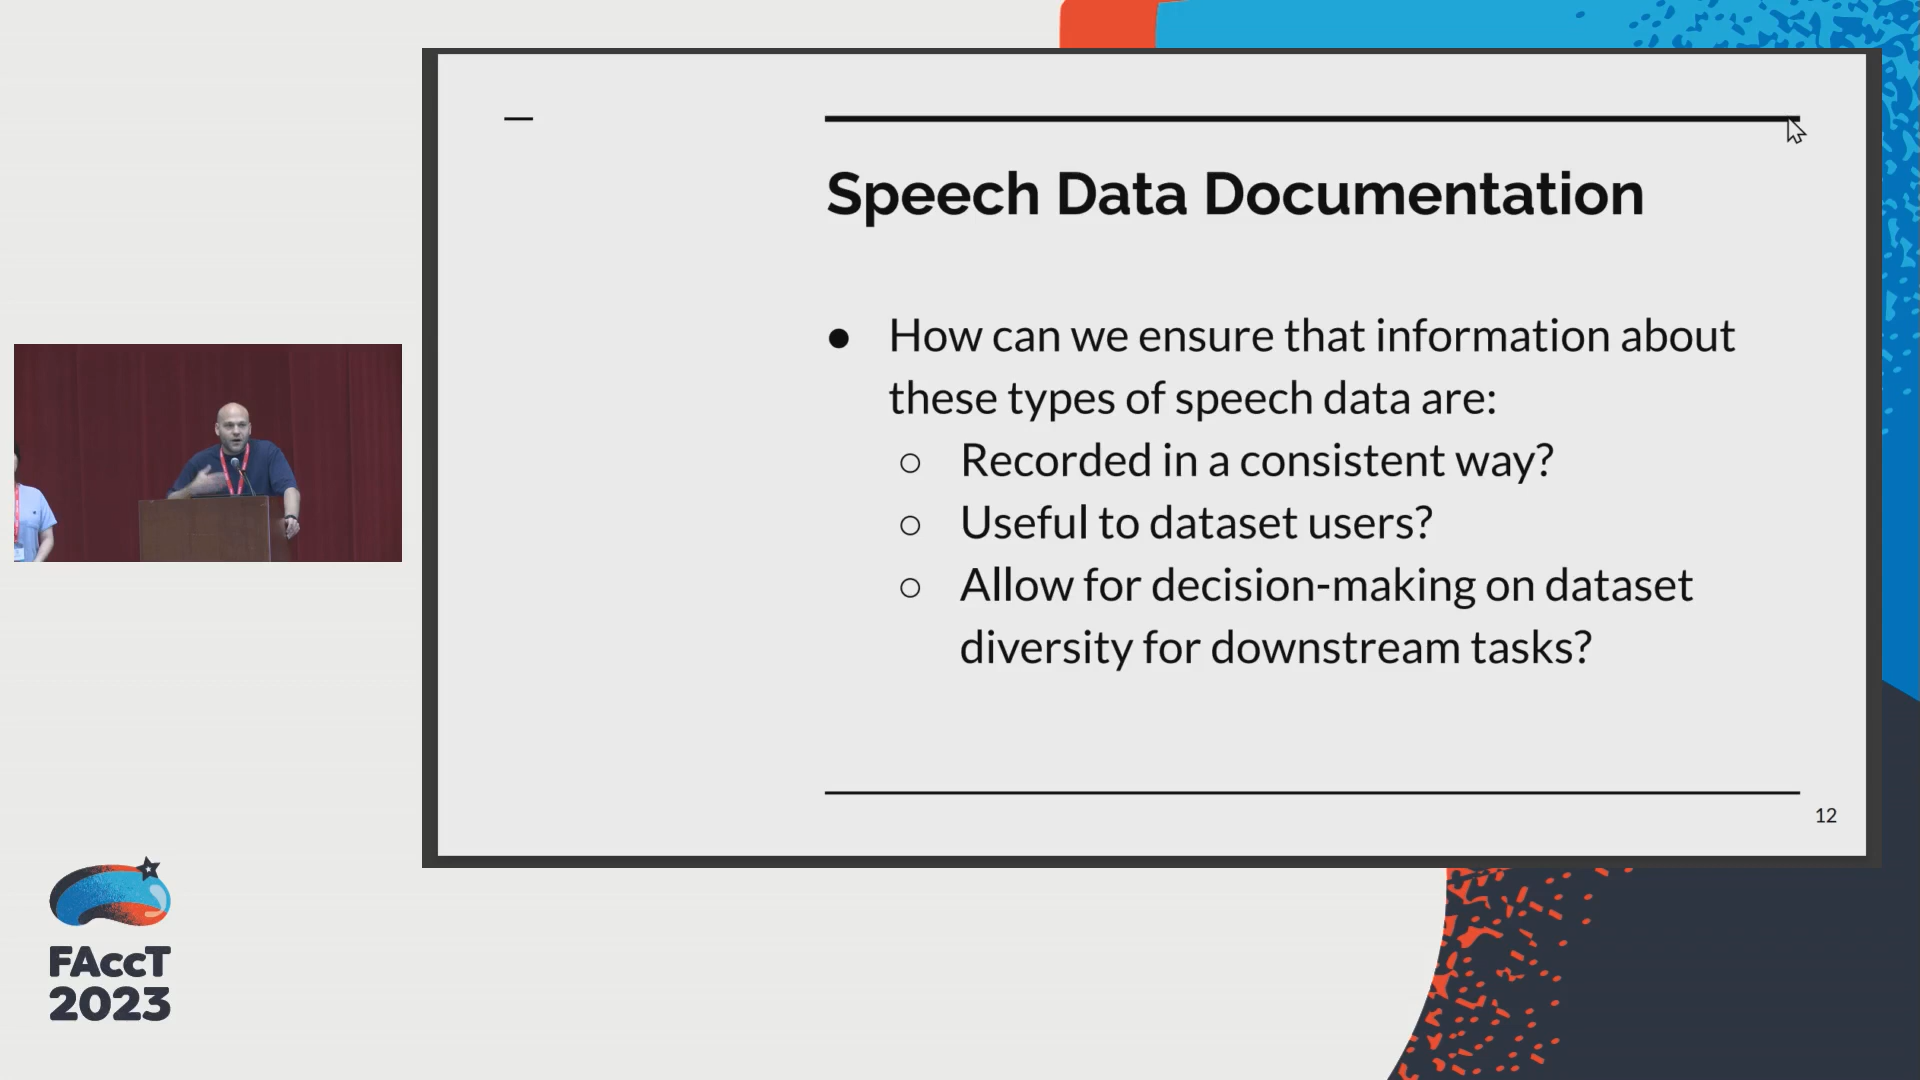 Speech Data Documentation
● How can we ensure that information about
these types of speech data are:
○ Recorded in a consistent way?
○ Useful to dataset users?
○ Allow for decision-making on dataset
diversity for downstream tasks?
12
FAccT
2023